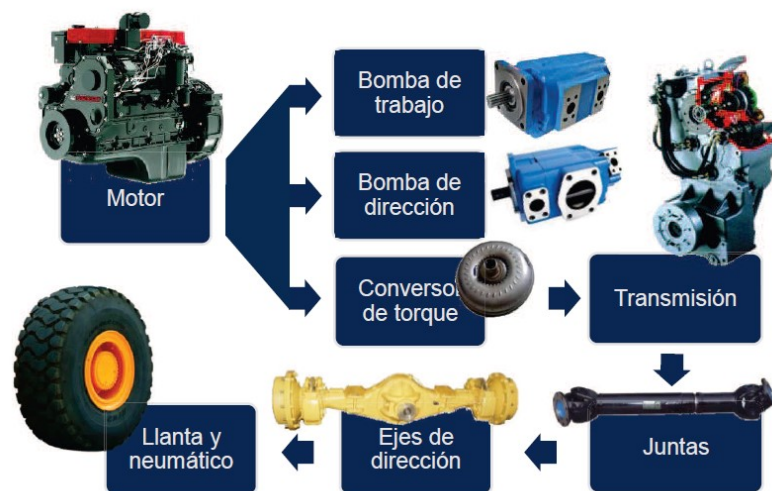 Motor
Bomba de
trabajo
Bomba de
dirección
Conversor
de torque
Transmisión
Juntas
Ejes de
dirección
Llanta y
neumático